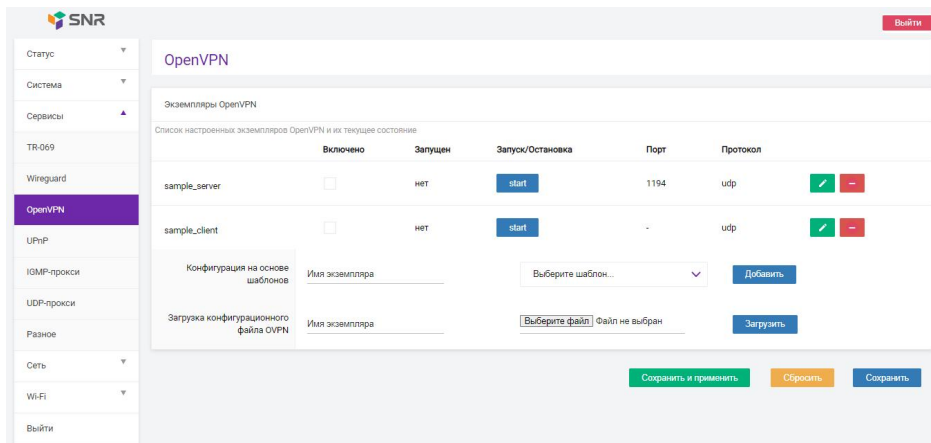 SNR
Выйти
Статус
Система
Сервисы
TR-069
Wireguard
OpenVPN
UPnP
IGMP-прокси
UDP-прокси
Разное
Сеть
Wi-Fi
Выйти
OpenVPN
Экземпляры OpenVPN
Список настроенных экземпляров OpenVPN и их текущее состояние
Включено Запущен Запуск/Остановка Порт Протокол
sample_server нет start 1194 udp
sample_client нет start - udp
Конфигурация на основе шаблонов Имя экземпляра Выберите шаблон... Добавить
Загрузка конфигурационного файла OVPN Имя экземпляра Выберите файл Файл не выбран Загрузить
Сохранить и применить Сбросить Сохранить